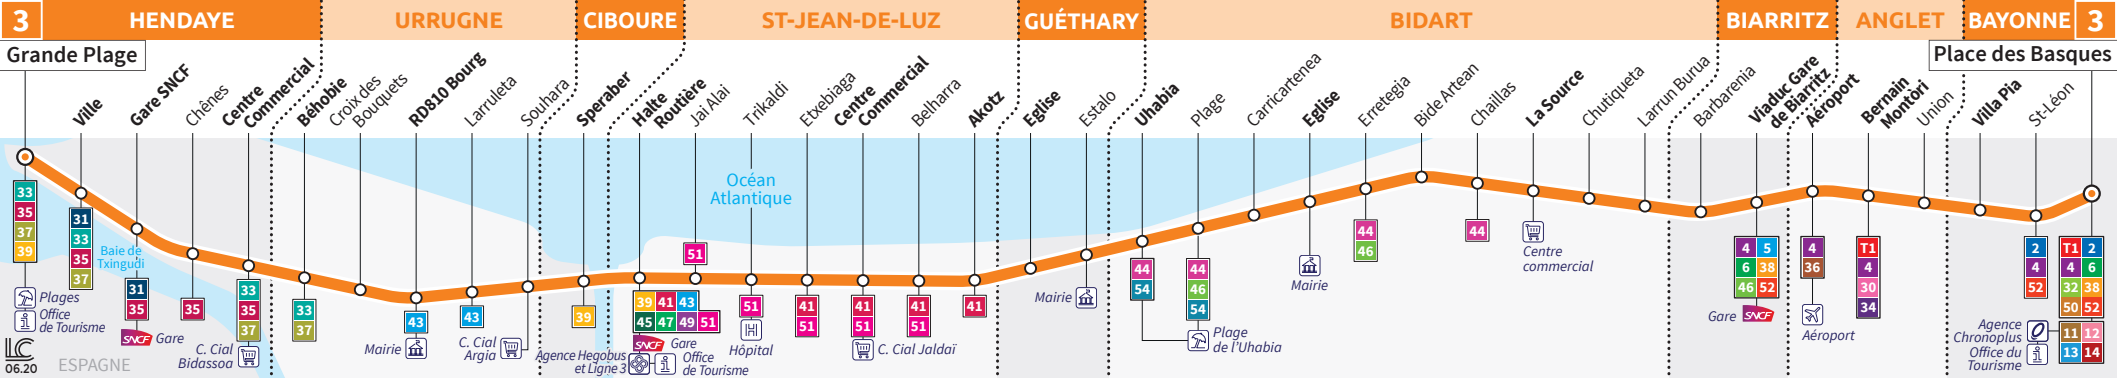 3
HENDAYE
URRUGNE
CIBOURE
ST-JEAN-DE-LUZ
GUÉTHARY
BIDART
BIARRITZ
ANGLET
BAYONNE
3
Grande Plage
Ville
Gare SNCF
Chênes
Centre
Commercial
Béhobie
Croix des
Bouquets
RD810 Bourg
Larruleta
Souhara
Speraber
Halte
Routière
Jai Alai
Trikaldi
Etxebiaga
Centre
Commercial
Belharra
Akotz
Eglise
Estalo
Uhabia
Plage
Carricartenea
Eglise
Erretegia
Bide Artean
Chaillas
La Source
Chutiqueta
Larrun Burua
Barbarenia
Viaduc Gare
de Biarritz
Aéroport
Bernain
Montori
Union
Villa Pia
St-Léon
Place des Basques
33
35
37
39
Plages
Office
de Tourisme
31
33
35
37
Baie de
Txingudi
31
35
SNCF Gare
35
33
35
37
C. Cial
Bidassoa
33
37
43
Mairie
43
C. Cial
Argia
39
39 41 43
45 47 49 51
SNCF Gare
Agence Hegobus
et Ligne 3
Office
de Tourisme
51
Océan
Atlantique
51
H
Hôpital
41
51
41
51
C. Cial Jaldaï
41
51
41
Mairie
44
54
44
46
54
Plage
de l'Uhabia
Mairie
44
46
44
Centre
commercial
4 5
6 38
46 52
Gare SNCF
4
36
Aéroport
T1
4
30
34
2
4
52
T1 2
4 6
32 38
50 52
11 12
13 14
Agence
Chronoplus
Office du
Tourisme
LC
06.20
ESPAGNE